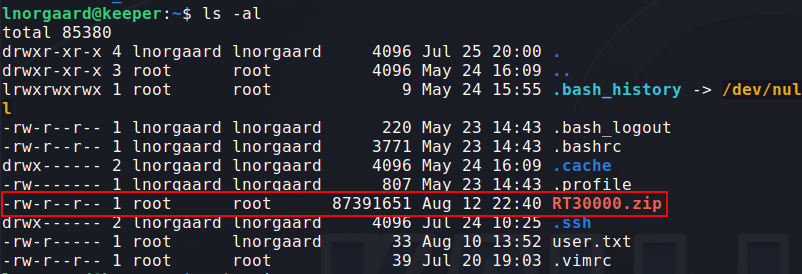 lnorgaard@keeper:~$ ls -al
total 85380
drwxr-xr-x 4 lnorgaard lnorgaard     4096 Jul 25 20:00 .
drwxr-xr-x 3 root      root          4096 May 24 16:09 ..
lrwxrwxrwx 1 root      root             9 May 24 15:55 .bash_history -> /dev/nul
l
-rw-r--r-- 1 lnorgaard lnorgaard      220 May 23 14:43 .bash_logout
-rw-r--r-- 1 lnorgaard lnorgaard     3771 May 23 14:43 .bashrc
drwx------ 2 lnorgaard lnorgaard     4096 May 24 16:09 .cache
-rw------- 1 lnorgaard lnorgaard      807 May 23 14:43 .profile
-rw-r--r-- 1 root      root      87391651 Aug 12 22:40 RT30000.zip
drwx------ 2 lnorgaard lnorgaard     4096 Jul 24 10:25 .ssh
-rw-r----- 1 root      lnorgaard       33 Aug 10 13:52 user.txt
-rw-r--r-- 1 root      root            39 Jul 20 19:03 .vimrc